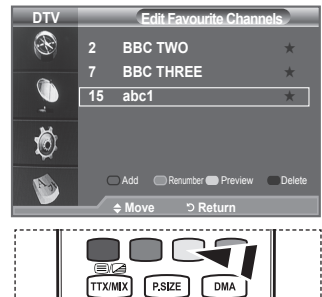 DTV Edit Favourite Channels
2 BBC TWO ★
7 BBC THREE ★
15 abc1 ★
Add Renumber Preview Delete
Move Return
TTX/MIX P.SIZE DMA